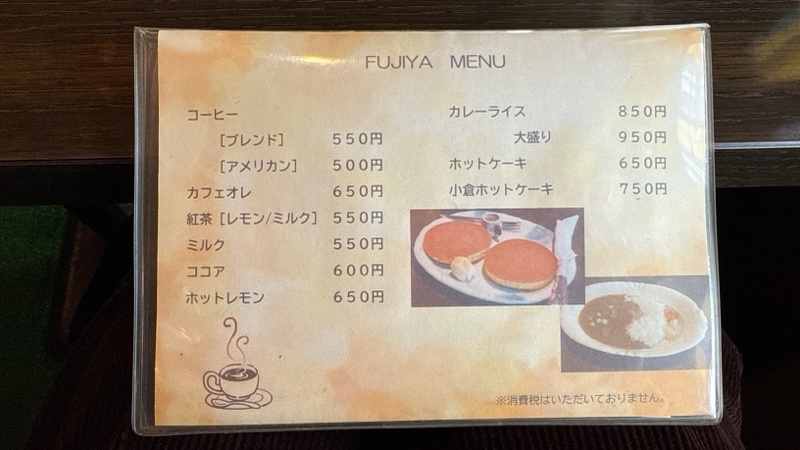 FUJIYA MENU
コーヒー
[ブレンド] 550円
[アメリカン] 500円
カフェオレ 650円
紅茶[レモン/ミルク] 550円
ミルク 550円
ココア 600円
ホットレモン 650円
カレーライス 850円
大盛り 950円
ホットケーキ 650円
小倉ホットケーキ 750円
※消費税はいただいておりません。